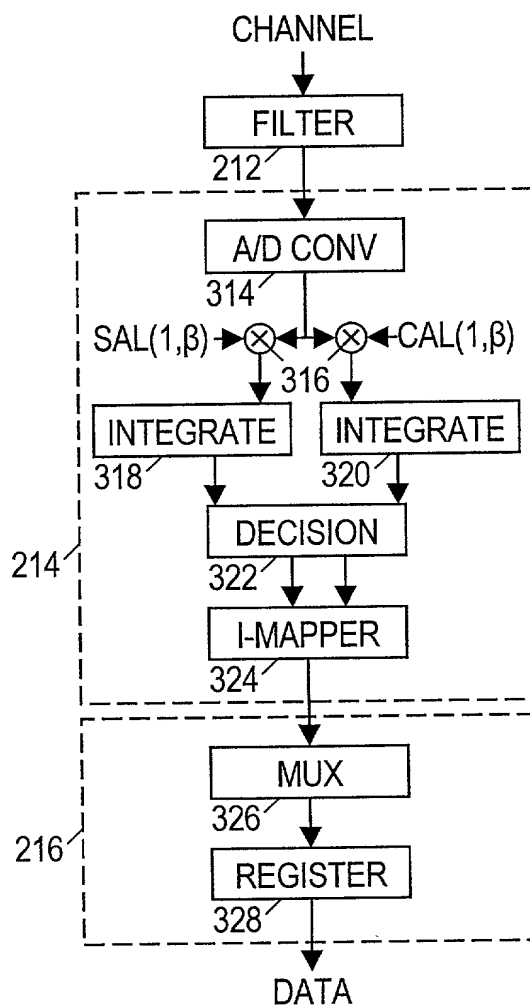 CHANNEL
FILTER
212
A/D CONV
314
SAL(1,β)
316
CAL(1,β)
INTEGRATE
INTEGRATE
318
320
DECISION
322
214
I-MAPPER
324
MUX
326
216
REGISTER
328
DATA